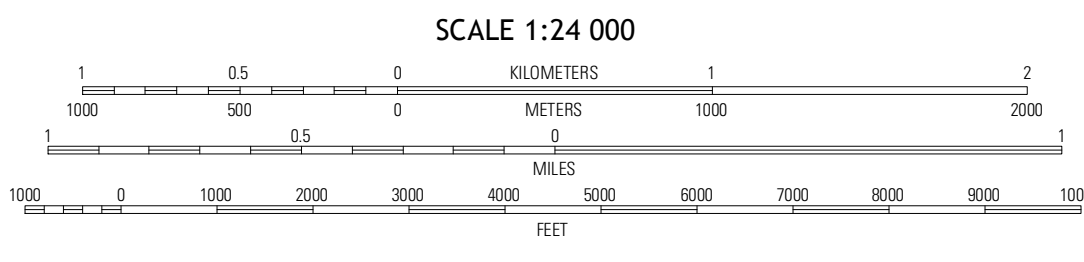 SCALE 1:24 000
1 0.5 0 KILOMETERS 1 2
1000 500 0 METERS 1000 2000
1 0.5 0 1
MILES
1000 0 1000 2000 3000 4000 5000 6000 7000 8000 9000 100
FEET